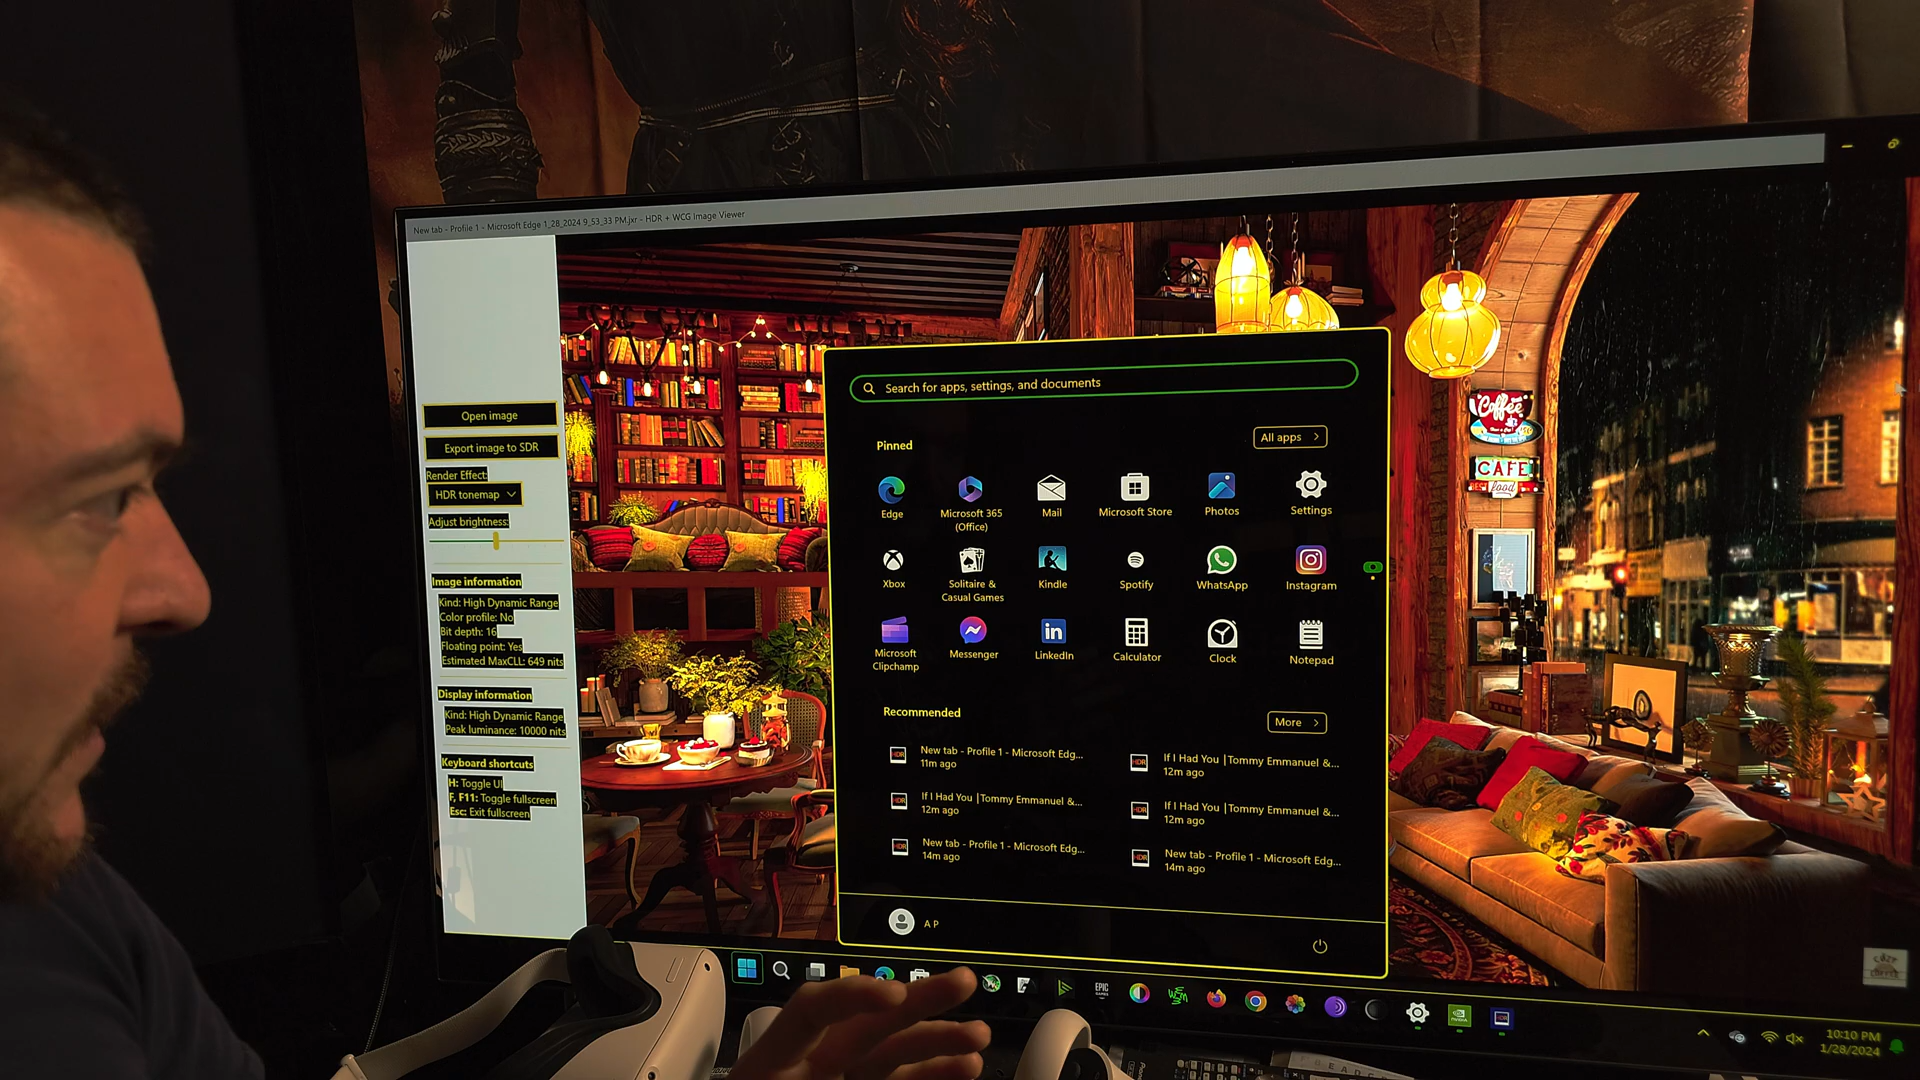 New tab - Profile 1 - Microsoft Edge 1_28_2024 9_53_33 PM.jxr - HDR + WCG Image Viewer
Open image
Export image to SDR
Render Effect:
HDR tonemap
Adjust brightness:
Image information
Kind: High Dynamic Range
Color profile: No
Bit depth: 16
Floating point: Yes
Estimated MaxCLL: 649 nits
Display information
Kind: High Dynamic Range
Peak luminance: 10000 nits
Keyboard shortcuts
H: Toggle UI
F, F11: Toggle fullscreen
Esc: Exit fullscreen
Search for apps, settings, and documents
Pinned
All apps
Edge
Microsoft 365
(Office)
Mail
Microsoft Store
Photos
Settings
Xbox
Solitaire &
Casual Games
Kindle
Spotify
WhatsApp
Instagram
Microsoft
Clipchamp
Messenger
LinkedIn
Calculator
Clock
Notepad
Recommended
More
New tab - Profile 1 - Microsoft Edg...
11m ago
If I Had You | Tommy Emmanuel &...
12m ago
If I Had You | Tommy Emmanuel &...
12m ago
If I Had You | Tommy Emmanuel &...
12m ago
New tab - Profile 1 - Microsoft Edg...
14m ago
New tab - Profile 1 - Microsoft Edg...
14m ago
A P
Coffee
CAFE
food
COZY
COFFEE
EPIC
10:10 PM
1/28/2024